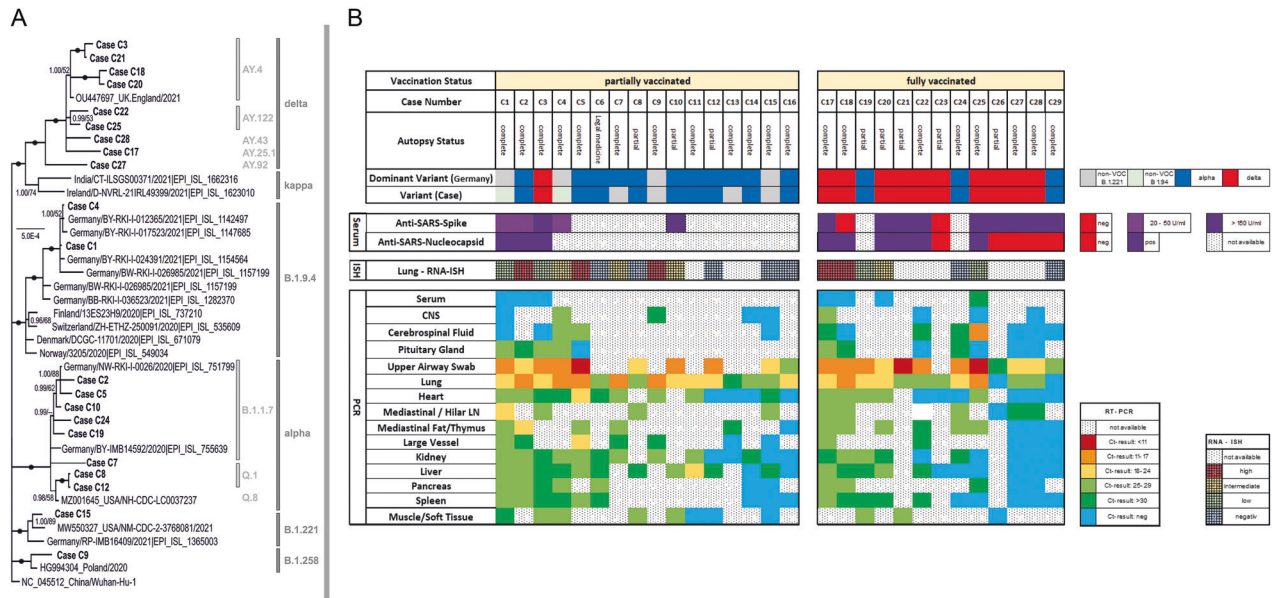 A
Case C3
Case C21
1.00/52
Case C18
Case C20
OU447697_UK.England/2021
Case C22
0.99/53
Case C25
Case C28
Case C17
Case C27
India/CT-ILSGS00371/2021|EPI_ISL_1662316
1.00/74
Ireland/D-NVRL-21IRL49399/2021|EPI_ISL_1623010
Case C4
1.00/52
Germany/BY-RKI-I-012365/2021|EPI_ISL_1142497
Germany/BY-RKI-I-017523/2021|EPI_ISL_1147685
5.0E-4
Case C1
Germany/BY-RKI-I-024391/2021|EPI_ISL_1154564
Germany/BW-RKI-I-026985/2021|EPI_ISL_1157199
Germany/BW-RKI-I-026985/2021|EPI_ISL_1157199
Germany/BB-RKI-I-036523/2021|EPI_ISL_1282370
Finland/13ES23H9/2020|EPI_ISL_737210
0.96/68
Switzerland/ZH-ETHZ-250091/2020|EPI_ISL_535609
Denmark/DCGC-11701/2020|EPI_ISL_671079
Norway/3205/2020|EPI_ISL_549034
Germany/NW-RKI-I-0026/2020|EPI_ISL_751799
1.00/88
Case C2
0.99/62
Case C5
Case C10
0.99/
Case C24
Case C19
Germany/BY-IMB14592/2020|EPI_ISL_755639
Case C7
Case C8
Case C12
0.98/58
MZ001645_USA/NH-CDC-LC0037237
Case C15
1.00/89
MW550327_USA/NM-CDC-2-3768081/2021
Germany/RP-IMB16409/2021|EPI_ISL_1365003
Case C9
HG994304_Poland/2020
NC_045512_China/Wuhan-Hu-1
AY.4
AY.122
AY.43
AY.25.1
AY.92
delta
kappa
B.1.9.4
B.1.1.7
alpha
Q.1
Q.8
B.1.221
B.1.258
B
Vaccination Status partially vaccinated fully vaccinated
Case Number C1 C2 C3 C4 C5 C6 C7 C8 C9 C10 C11 C12 C13 C14 C15 C16 C17 C18 C19 C20 C21 C22 C23 C24 C25 C26 C27 C28 C29
Autopsy Status complete complete complete complete complete Legal medicine complete partial complete partial complete partial complete partial complete partial complete complete partial partial partial complete partial complete complete partial complete complete complete
Dominant Variant (Germany)
Variant (Case)
non-VOC B.1.221 non-VOC B.1.94 alpha delta
Serum
Anti-SARS-Spike
Anti-SARS-Nucleocapsid
neg 20 - 50 U/ml > 150 U/ml
neg pos not available
ISH
Lung - RNA-ISH
PCR
Serum
CNS
Cerebrospinal Fluid
Pituitary Gland
Upper Airway Swab
Lung
Heart
Mediastinal / Hilar LN
Mediastinal Fat/Thymus
Large Vessel
Kidney
Liver
Pancreas
Spleen
Muscle/Soft Tissue
RT- PCR
not available
Ct-result: <11
Ct-result: 11-17
Ct-result: 18-24
Ct-result: 25-29
Ct-result: >30
Ct-result: neg
RNA - ISH
not available
high
intermediate
low
negativ